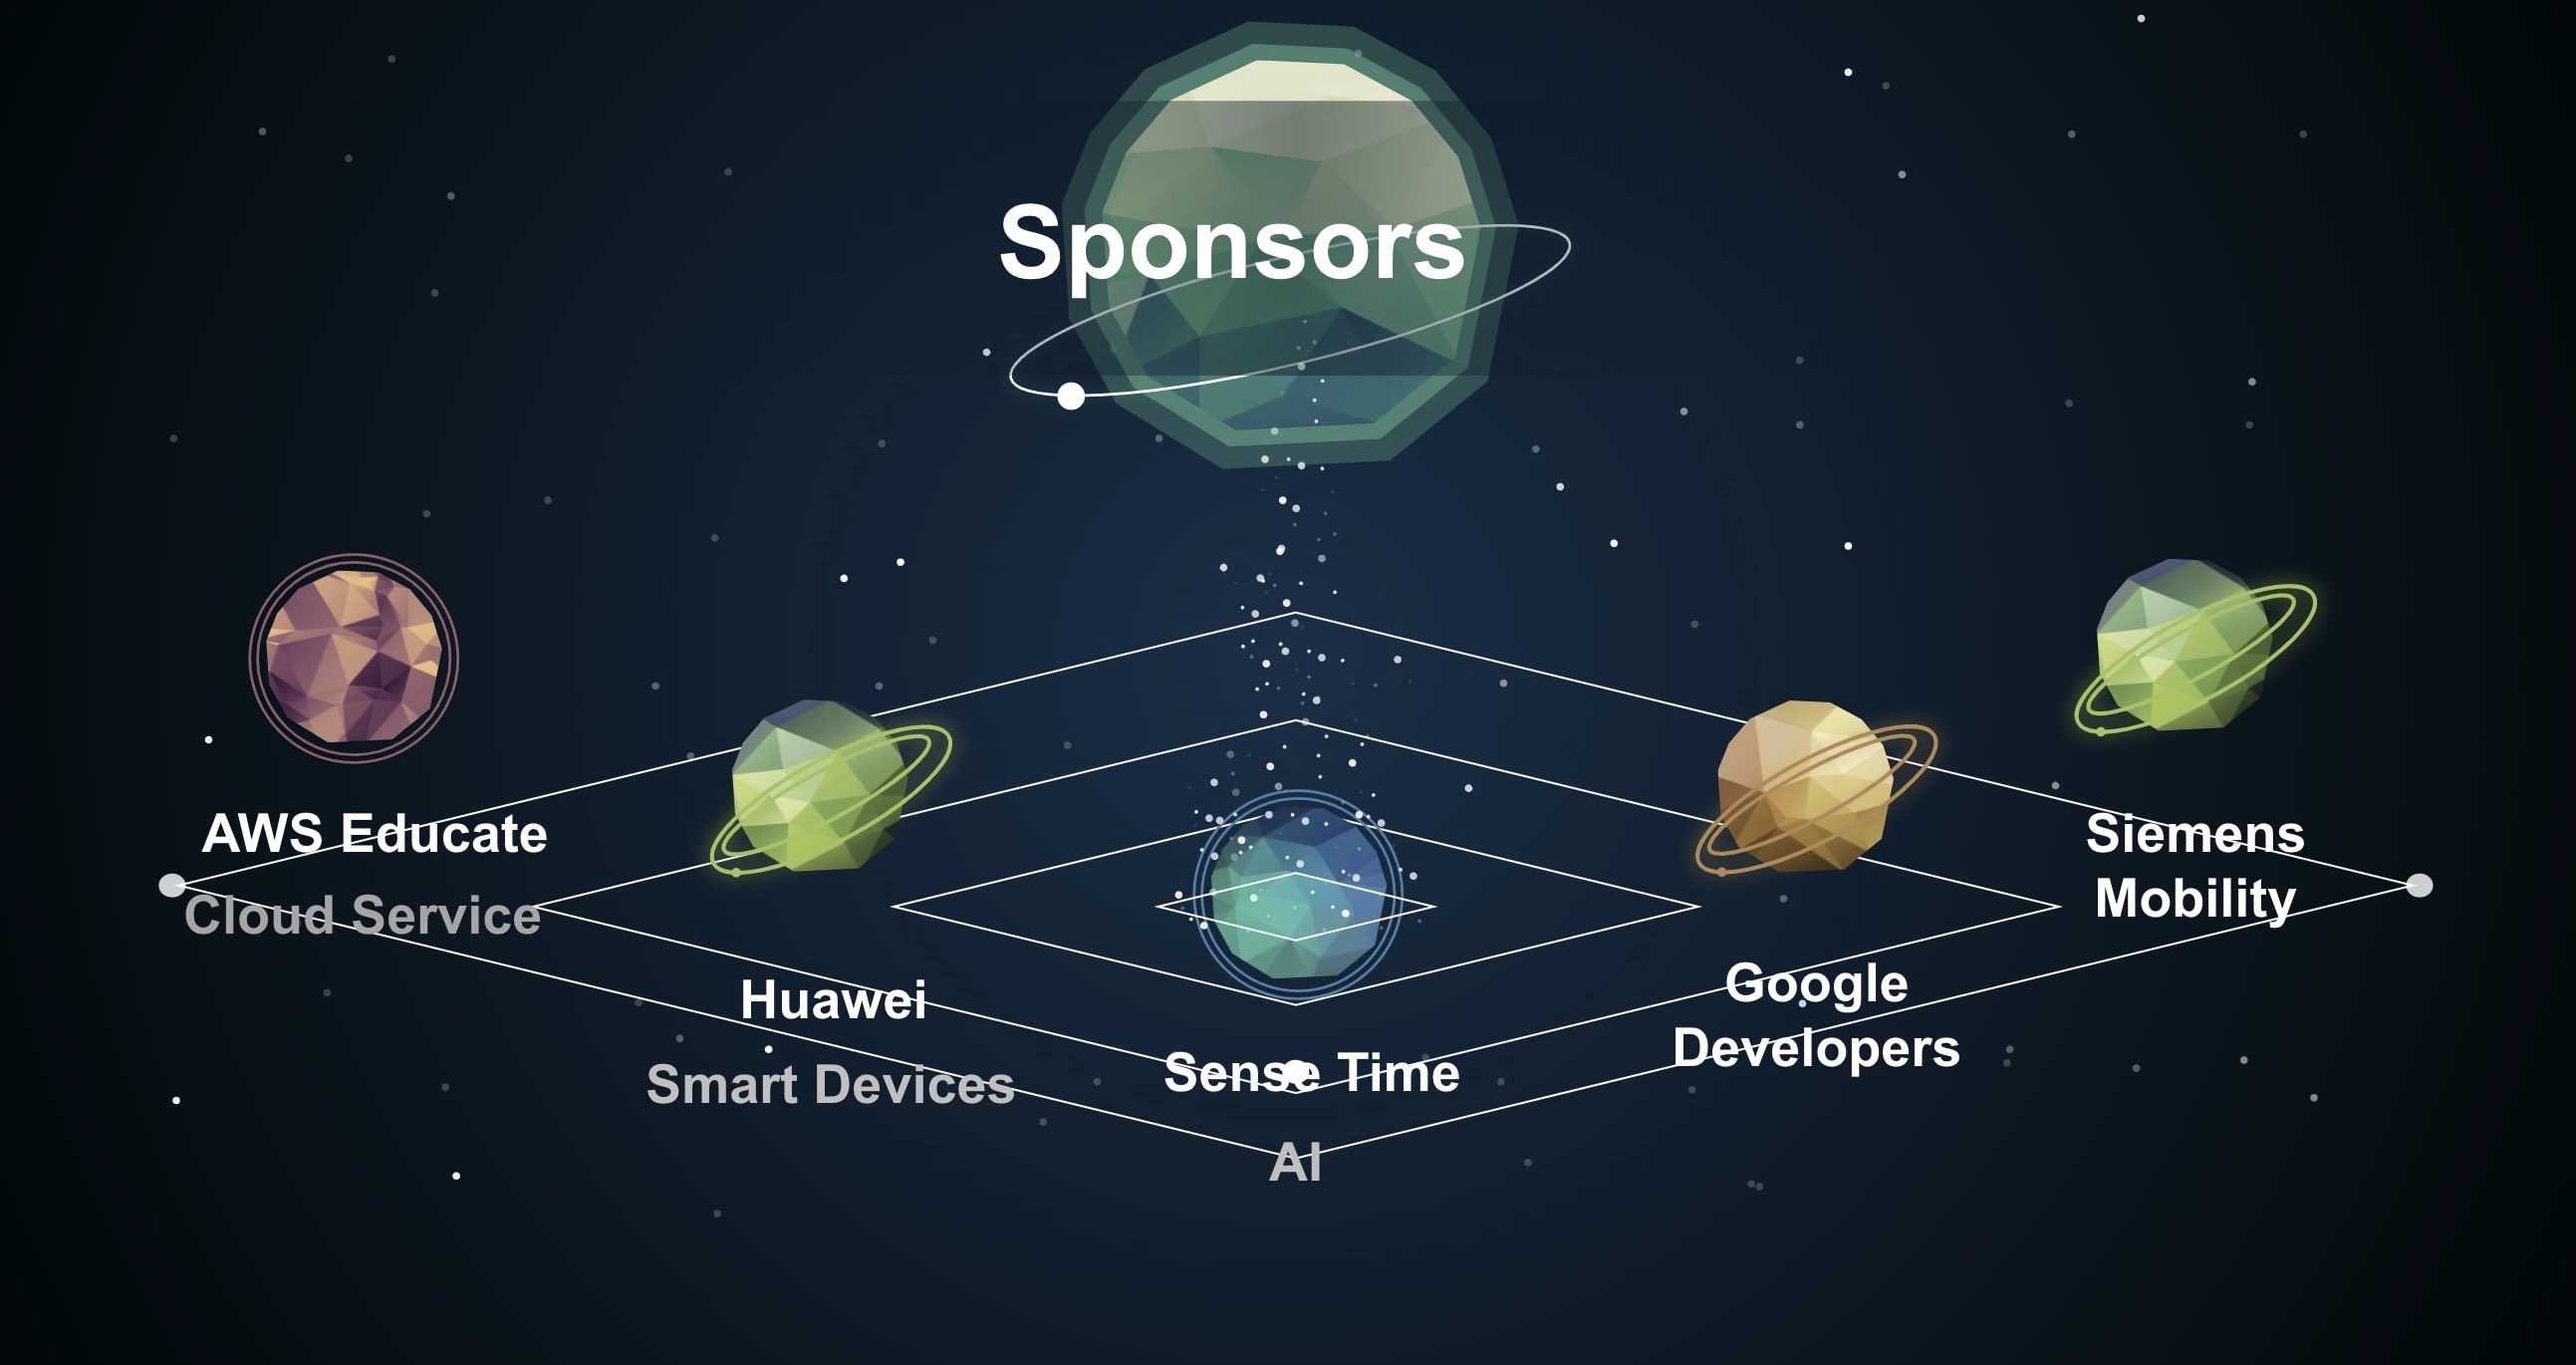 Sponsors
AWS Educate
Cloud Service
Huawei
Smart Devices
Sense Time
AI
Google
Developers
Siemens
Mobility